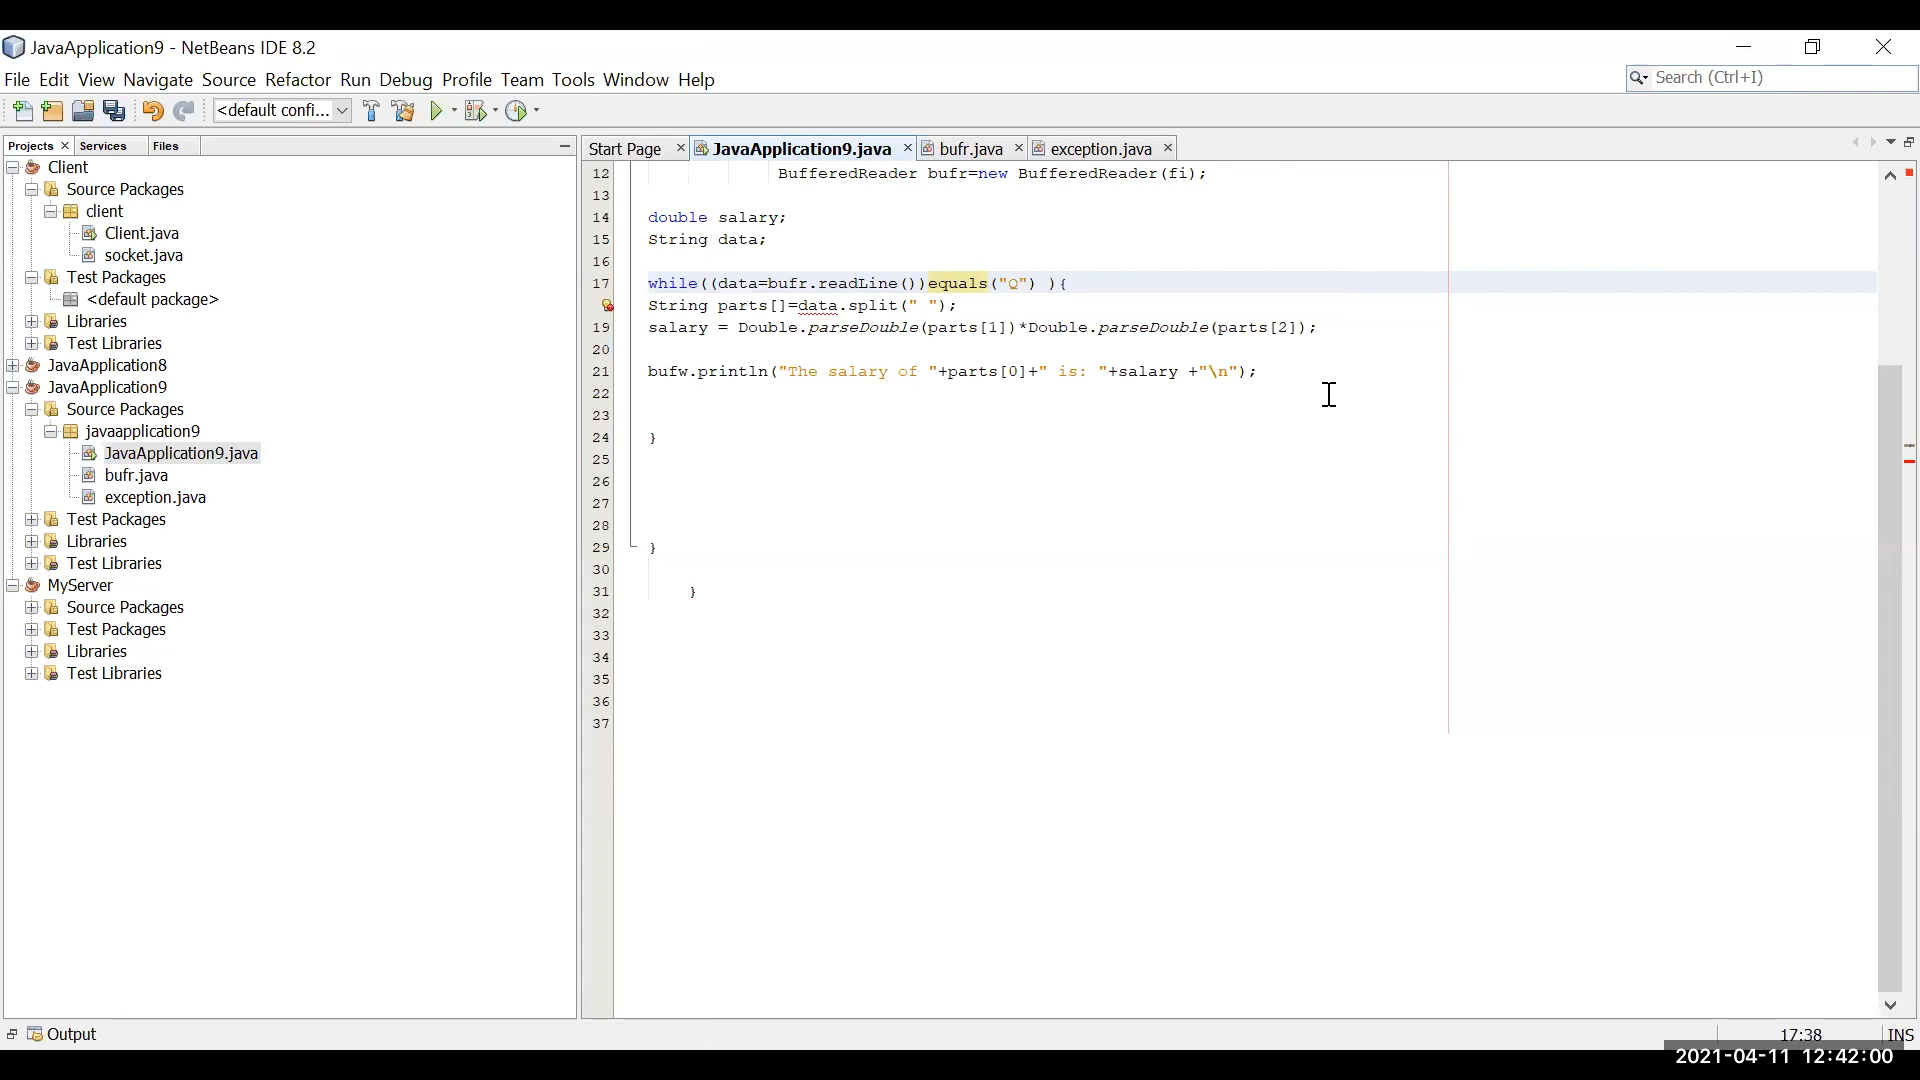 JavaApplication9 - NetBeans IDE 8.2
File Edit View Navigate Source Refactor Run Debug Profile Team Tools Window Help
Search (Ctrl+I)
<default confi...
Projects Services Files
Client
Source Packages
client
Client.java
socket.java
Test Packages
<default package>
Libraries
Test Libraries
JavaApplication8
JavaApplication9
Source Packages
javaapplication9
JavaApplication9.java
bufr.java
exception.java
Test Packages
Libraries
Test Libraries
MyServer
Source Packages
Test Packages
Libraries
Test Libraries
Start Page JavaApplication9.java bufr.java exception.java
12 BufferedReader bufr=new BufferedReader(fi);
13
14 double salary;
15 String data;
16
17 while((data=bufr.readLine())equals("Q") ){
String parts[]=data.split(" ");
19 salary = Double.parseDouble(parts[1])*Double.parseDouble(parts[2]);
20
21 bufw.println("The salary of "+parts[0]+" is: "+salary +"\n");
22
23
24 }
25
26
27
28
29 }
30
31 }
32
33
34
35
36
37
Output
17:38 INS
2021-04-11 12:42:00